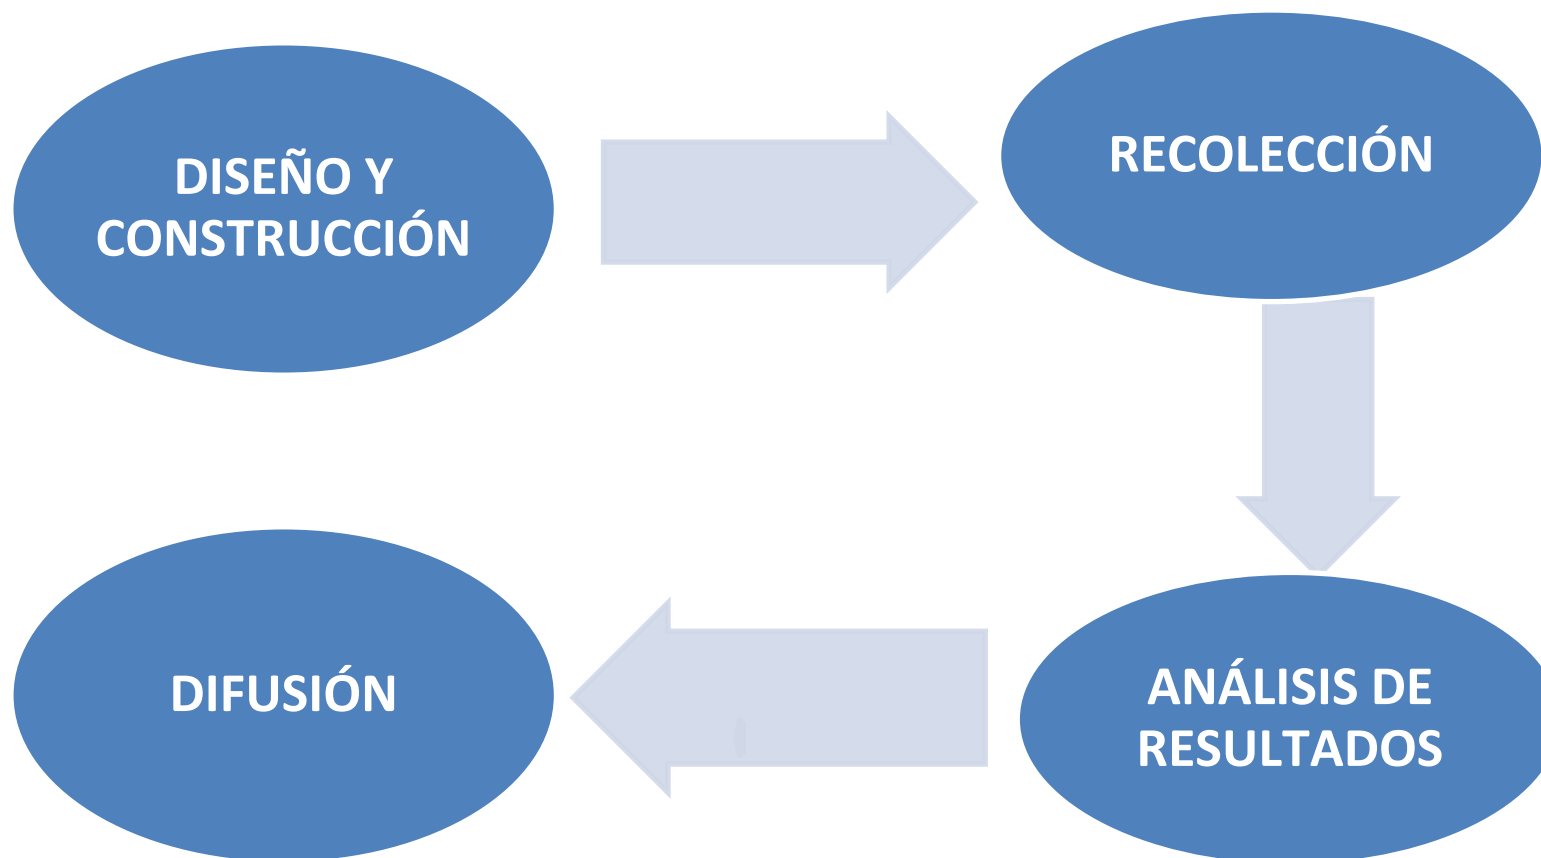 DISEÑO Y
CONSTRUCCIÓN
RECOLECCIÓN
ANÁLISIS DE
RESULTADOS
DIFUSIÓN